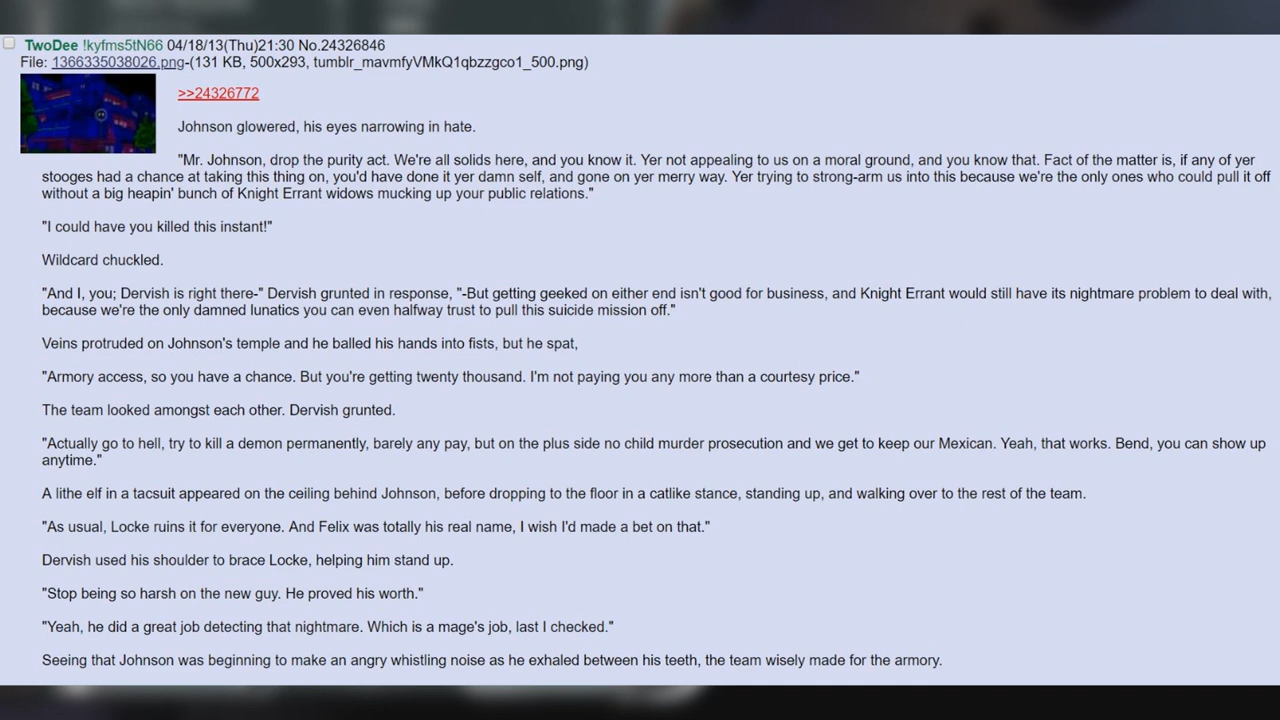 TwoDee !kyfms5tN66 04/18/13(Thu)21:30 No.24326846
File: 1366335038026.png-(131 KB, 500x293, tumblr_mavmfyVMkQ1qbzzgco1_500.png)
>>24326772
Johnson glowered, his eyes narrowing in hate.
"Mr. Johnson, drop the purity act. We're all solids here, and you know it. Yer not appealing to us on a moral ground, and you know that. Fact of the matter is, if any of yer
stooges had a chance at taking this thing on, you'd have done it yer damn self, and gone on yer merry way. Yer trying to strong-arm us into this because we're the only ones who could pull it off
without a big heapin' bunch of Knight Errant widows mucking up your public relations."
"I could have you killed this instant!"
Wildcard chuckled.
"And I, you; Dervish is right there-" Dervish grunted in response, "-But getting geeked on either end isn't good for business, and Knight Errant would still have its nightmare problem to deal with,
because we're the only damned lunatics you can even halfway trust to pull this suicide mission off."
Veins protruded on Johnson's temple and he balled his hands into fists, but he spat,
"Armory access, so you have a chance. But you're getting twenty thousand. I'm not paying you any more than a courtesy price."
The team looked amongst each other. Dervish grunted.
"Actually go to hell, try to kill a demon permanently, barely any pay, but on the plus side no child murder prosecution and we get to keep our Mexican. Yeah, that works. Bend, you can show up
anytime."
A lithe elf in a tacsuit appeared on the ceiling behind Johnson, before dropping to the floor in a catlike stance, standing up, and walking over to the rest of the team.
"As usual, Locke ruins it for everyone. And Felix was totally his real name, I wish I'd made a bet on that."
Dervish used his shoulder to brace Locke, helping him stand up.
"Stop being so harsh on the new guy. He proved his worth."
"Yeah, he did a great job detecting that nightmare. Which is a mage's job, last I checked."
Seeing that Johnson was beginning to make an angry whistling noise as he exhaled between his teeth, the team wisely made for the armory.